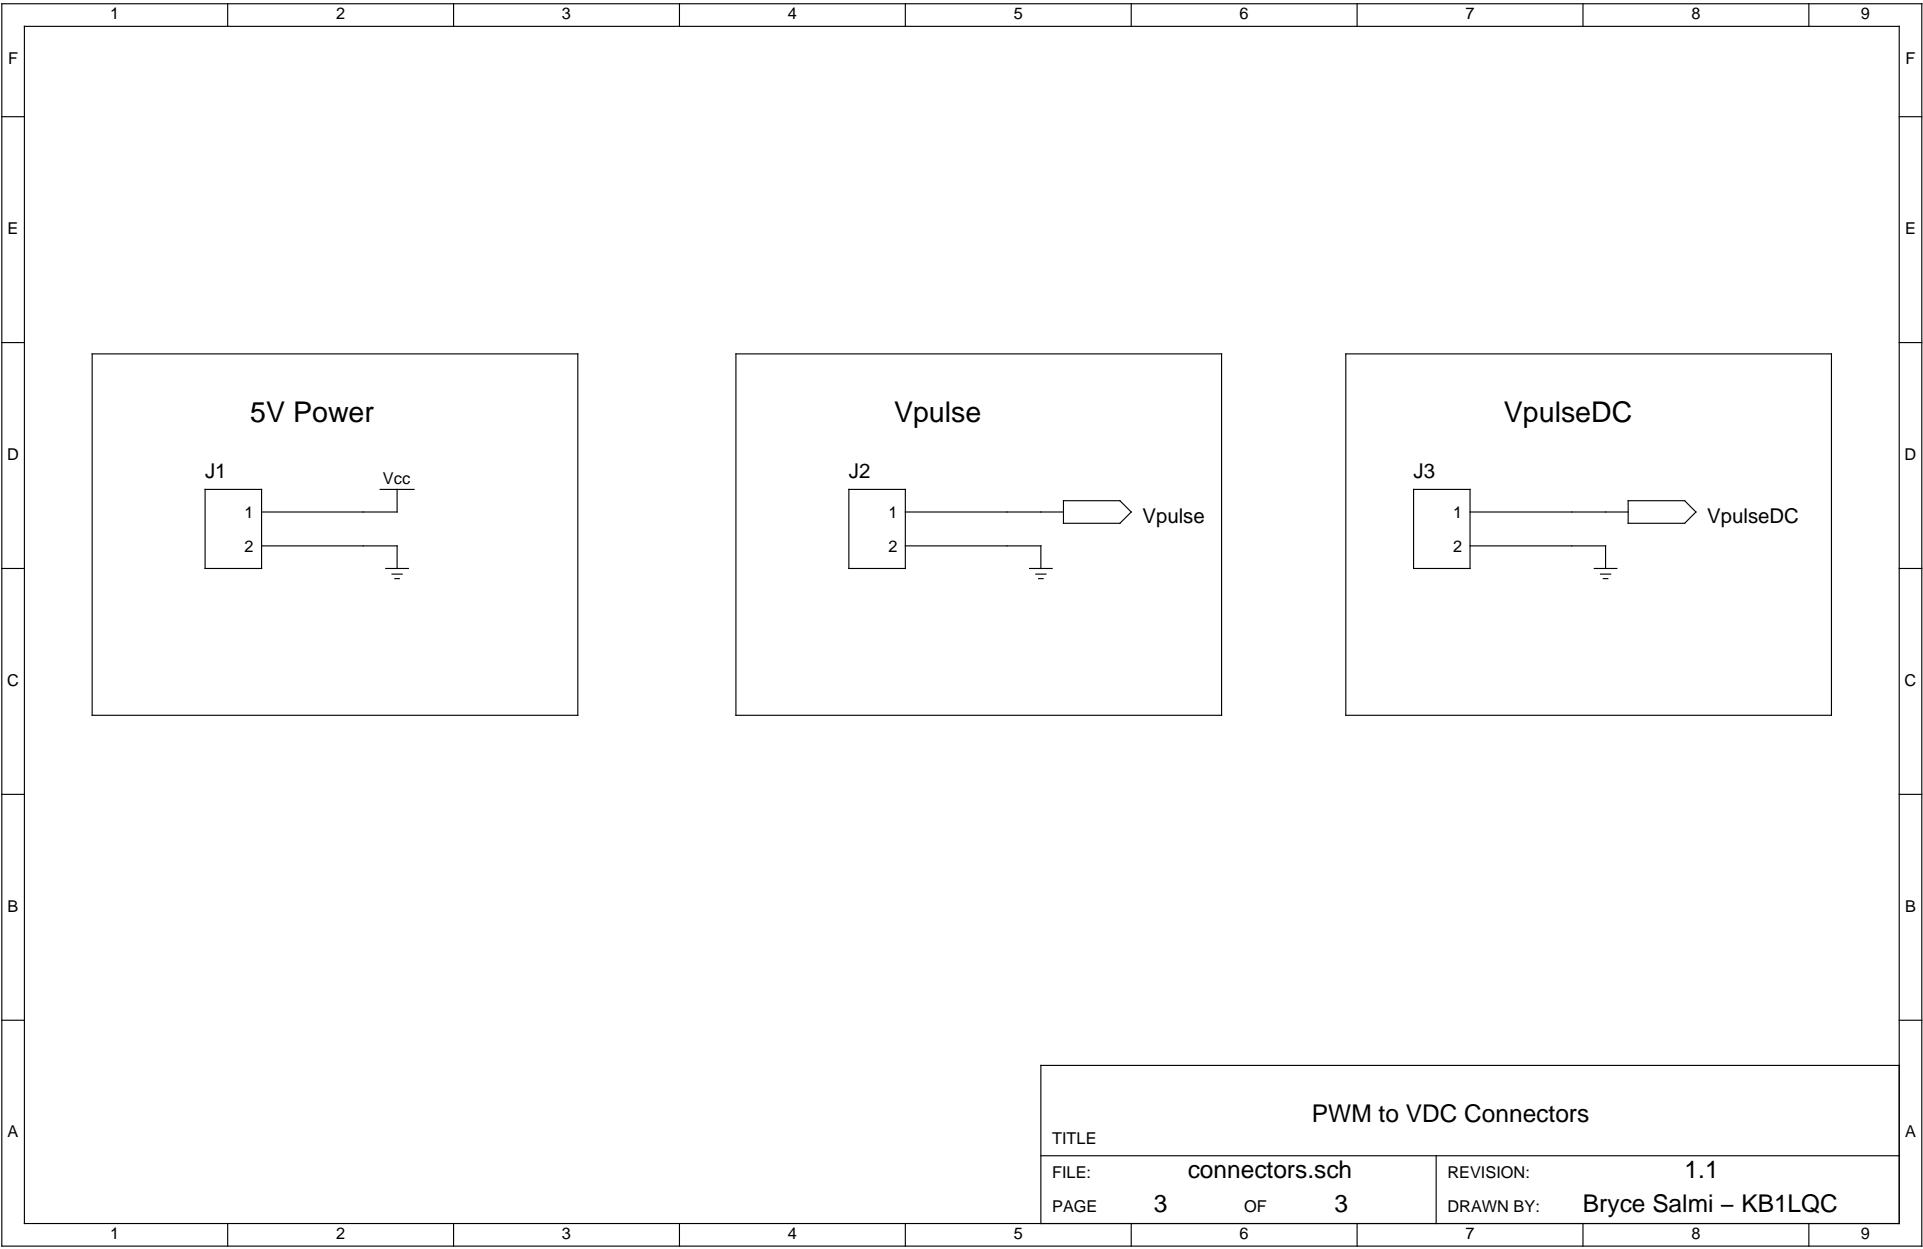 1 2 3 4 5 6 7 8 9
F F
E E
5V Power Vpulse VpulseDC
D D
J1 J2 J3
Vcc
1 1 Vpulse 1 VpulseDC
2 2 2
C C
B B
PWM to VDC Connectors
A A
TITLE
FILE: connectors.sch REVISION: 1.1
PAGE 3 OF 3 DRAWN BY: Bryce Salmi – KB1LQC
1 2 3 4 5 6 7 8 9